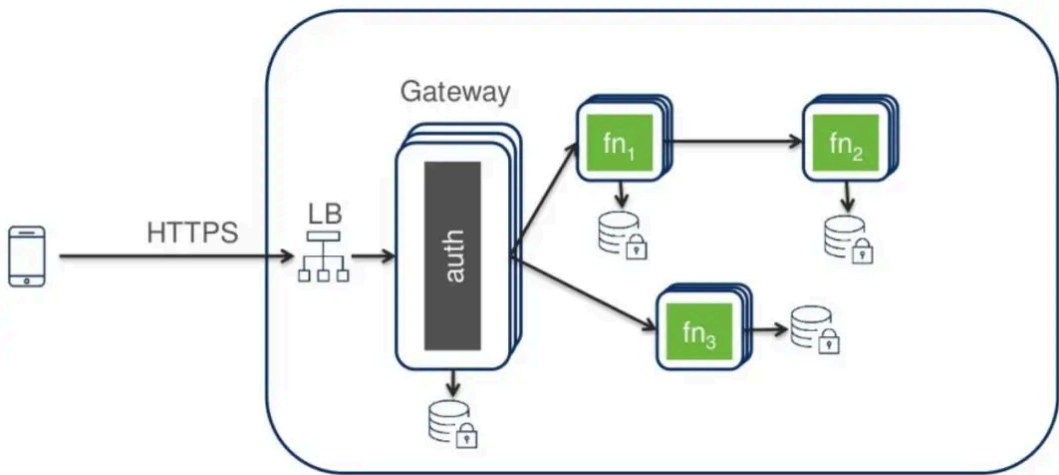 Gateway
HTTPS
LB
auth
fn₁
fn₂
fn₃